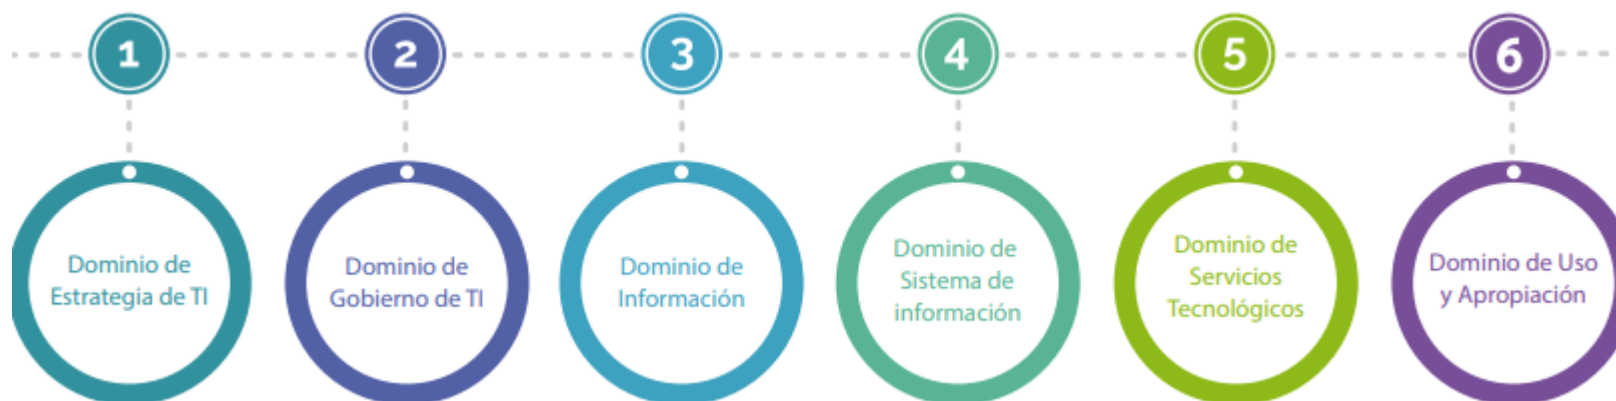 1
2
3
4
5
6
Dominio de
Estrategia de TI
Dominio de
Gobierno de TI
Dominio de
Información
Dominio de
Sistema de
información
Dominio de
Servicios
Tecnológicos
Dominio de Uso
y Apropiación